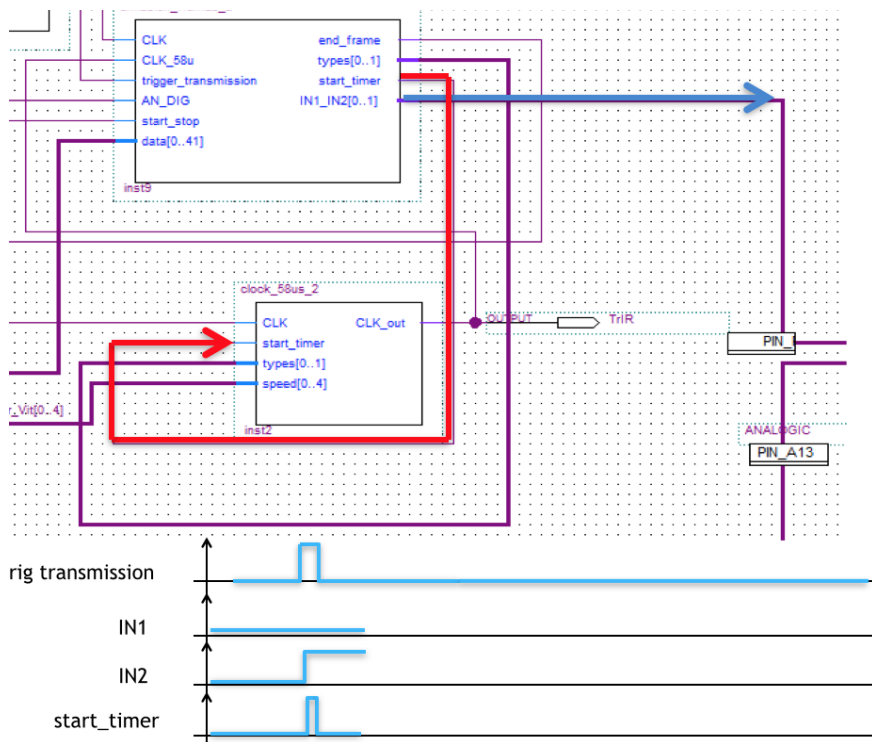 CLK end_frame
CLK_58u types[0..1]
trigger_transmission start_timer
AN_DIG IN1_IN2[0..1]
start_stop
data[0..41]
inst9
clock_58us_2
CLK CLK_out
OUTPUT TrIR
start_timer
PIN_
types[0..1]
speed[0..4]
r_Vit[0..4]
inst2
ANALOGIC
PIN_A13
rig transmission
IN1
IN2
start_timer